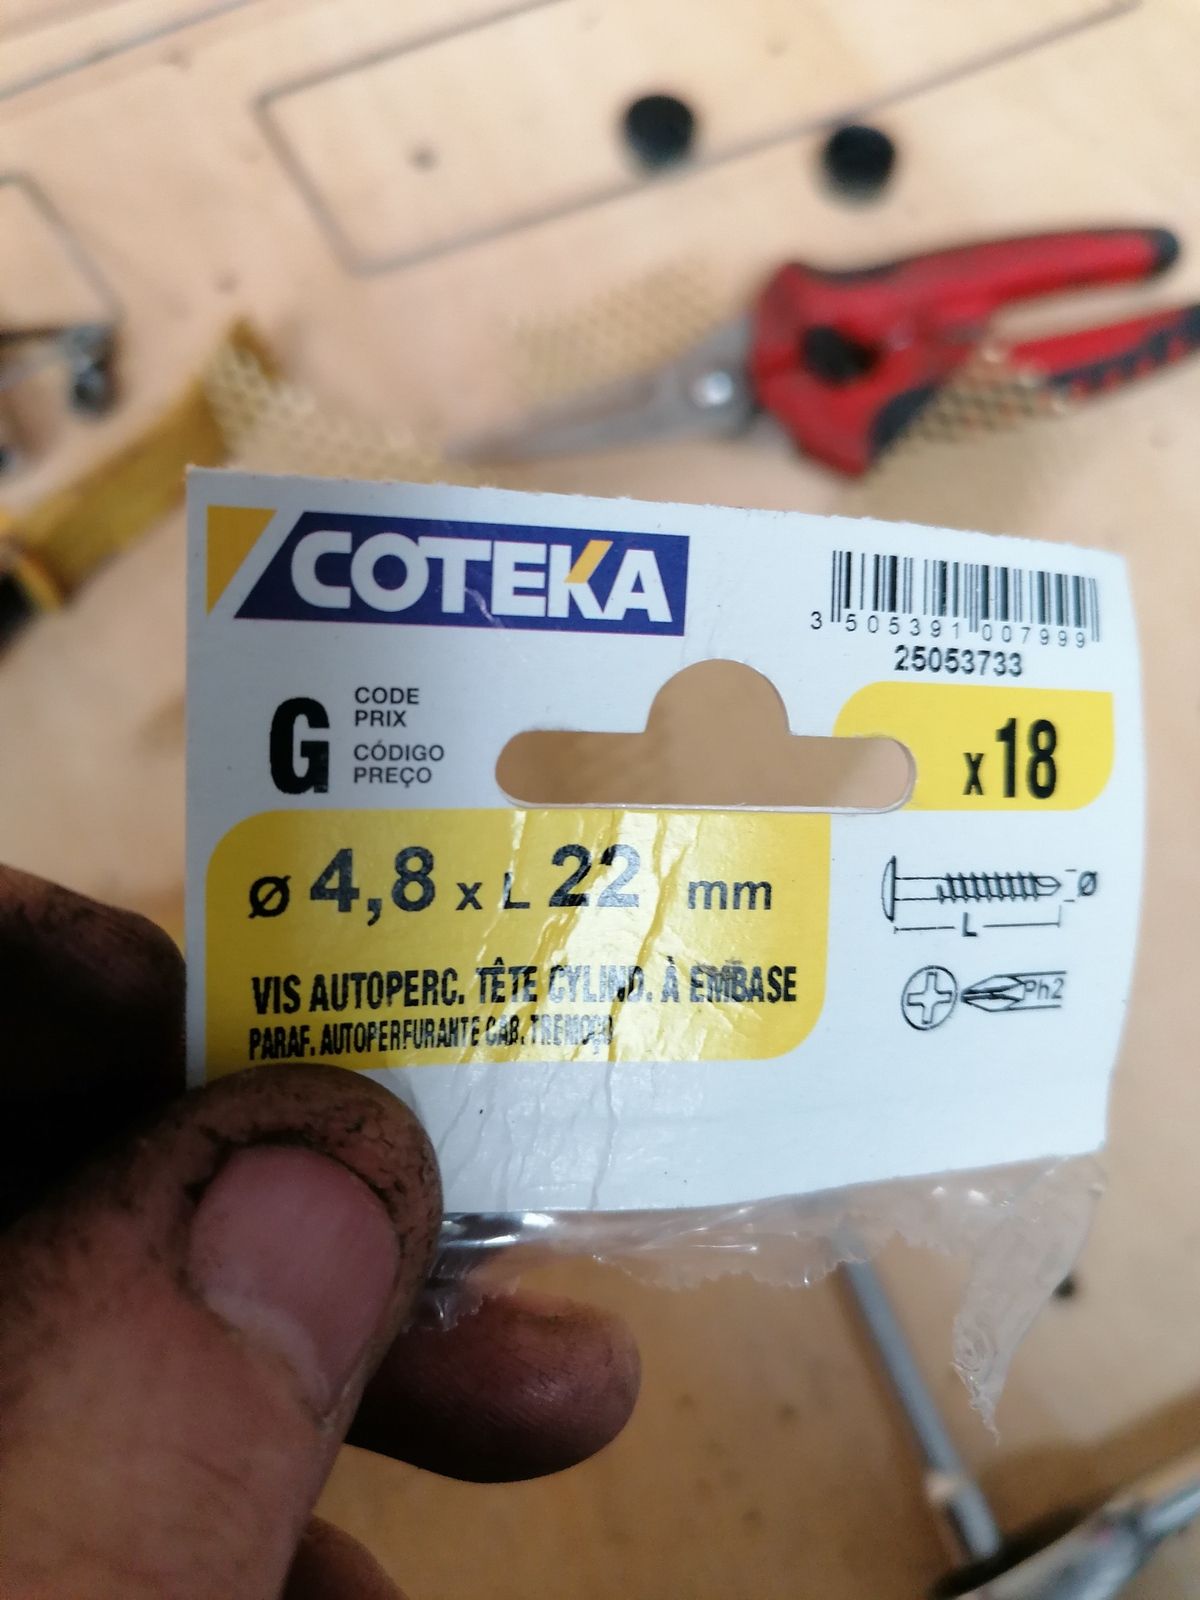 COTEKA
3 505391 007999
25053733
G CODE
PRIX
CÓDIGO
PREÇO
x 18
Ø 4,8 x L 22 mm
VIS AUTOPERC. TÊTE CYLIND. À EMBASE
PARAF. AUTOPERFURANTE CAB. TREMOÇO
Ø
L
Ph2